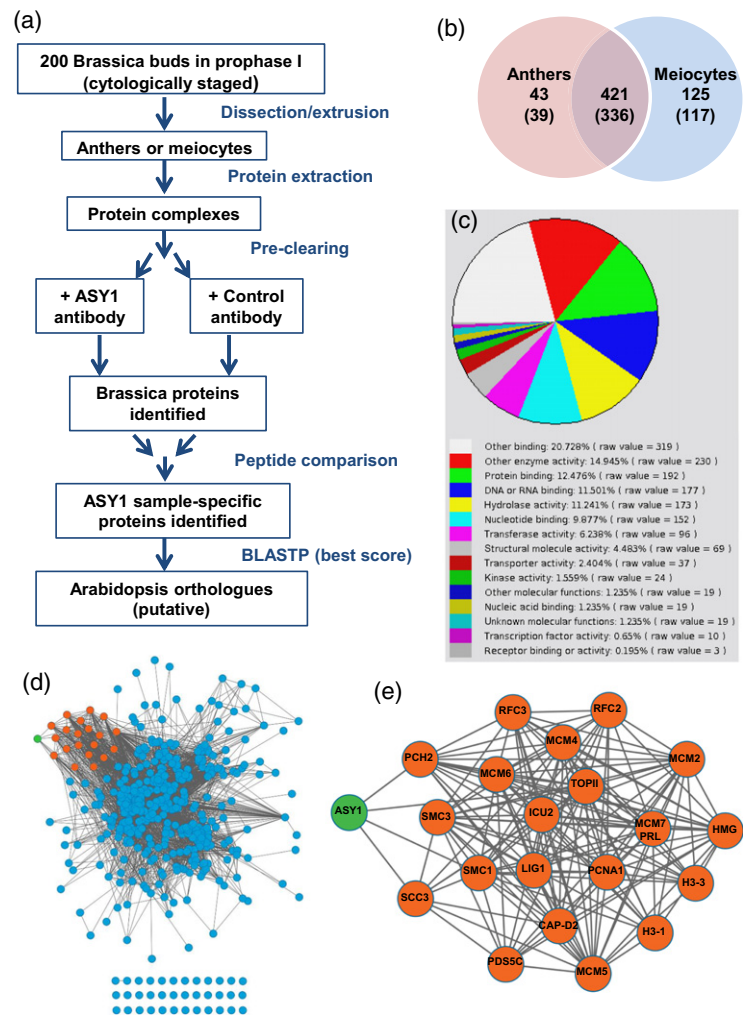 (a)
200 Brassica buds in prophase I
(cytologically staged)
Dissection/extrusion
Anthers or meiocytes
Protein extraction
Protein complexes
Pre-clearing
+ ASY1
antibody
+ Control
antibody
Brassica proteins
identified
Peptide comparison
ASY1 sample-specific
proteins identified
BLASTP (best score)
Arabidopsis orthologues
(putative)
(b)
Anthers
43
(39)
421
(336)
Meiocytes
125
(117)
(c)
Other binding: 20.728% ( raw value = 319 )
Other enzyme activity: 14.945% ( raw value = 230 )
Protein binding: 12.476% ( raw value = 192 )
DNA or RNA binding: 11.501% ( raw value = 177 )
Hydrolase activity: 11.241% ( raw value = 173 )
Nucleotide binding: 9.877% ( raw value = 152 )
Transferase activity: 6.238% ( raw value = 96 )
Structural molecule activity: 4.483% ( raw value = 69 )
Transporter activity: 2.404% ( raw value = 37 )
Kinase activity: 1.559% ( raw value = 24 )
Other molecular functions: 1.235% ( raw value = 19 )
Nucleic acid binding: 1.235% ( raw value = 19 )
Unknown molecular functions: 1.235% ( raw value = 19 )
Transcription factor activity: 0.65% ( raw value = 10 )
Receptor binding or activity: 0.195% ( raw value = 3 )
(d)
(e)
RFC3
RFC2
MCM4
PCH2
MCM2
MCM6
TOPII
ASY1
SMC3
ICU2
MCM7
PRL
HMG
SMC1
LIG1
PCNA1
H3-3
SCC3
CAP-D2
H3-1
PDS5C
MCM5